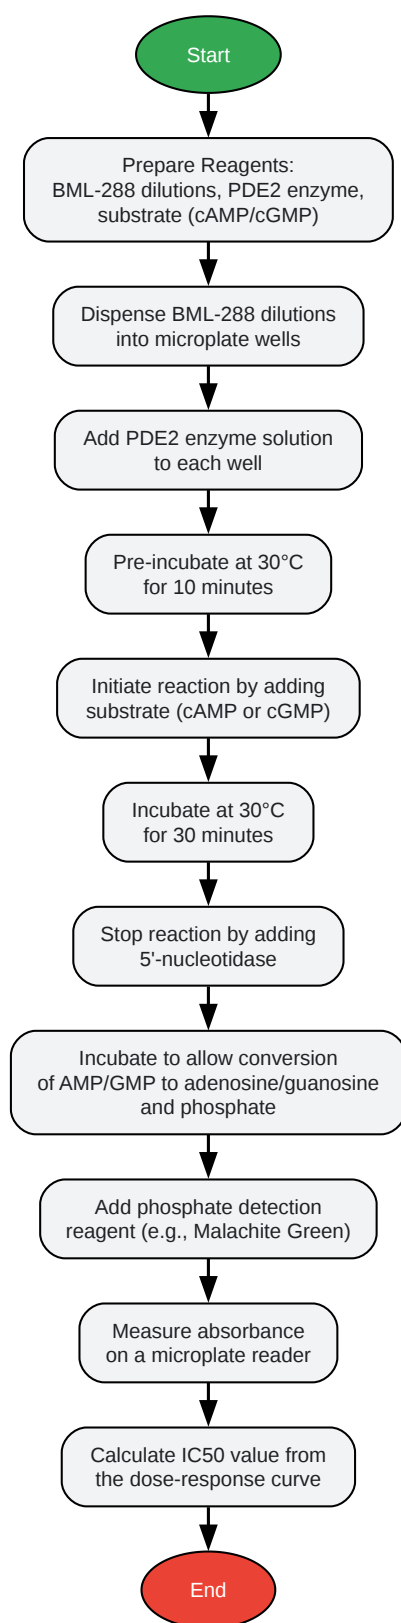 Start
Prepare Reagents:
BML-288 dilutions, PDE2 enzyme,
substrate (cAMP/cGMP)
Dispense BML-288 dilutions
into microplate wells
Add PDE2 enzyme solution
to each well
Pre-incubate at 30°C
for 10 minutes
Initiate reaction by adding
substrate (cAMP or cGMP)
Incubate at 30°C
for 30 minutes
Stop reaction by adding
5'-nucleotidase
Incubate to allow conversion
of AMP/GMP to adenosine/guanosine
and phosphate
Add phosphate detection
reagent (e.g., Malachite Green)
Measure absorbance
on a microplate reader
Calculate IC50 value from
the dose-response curve
End